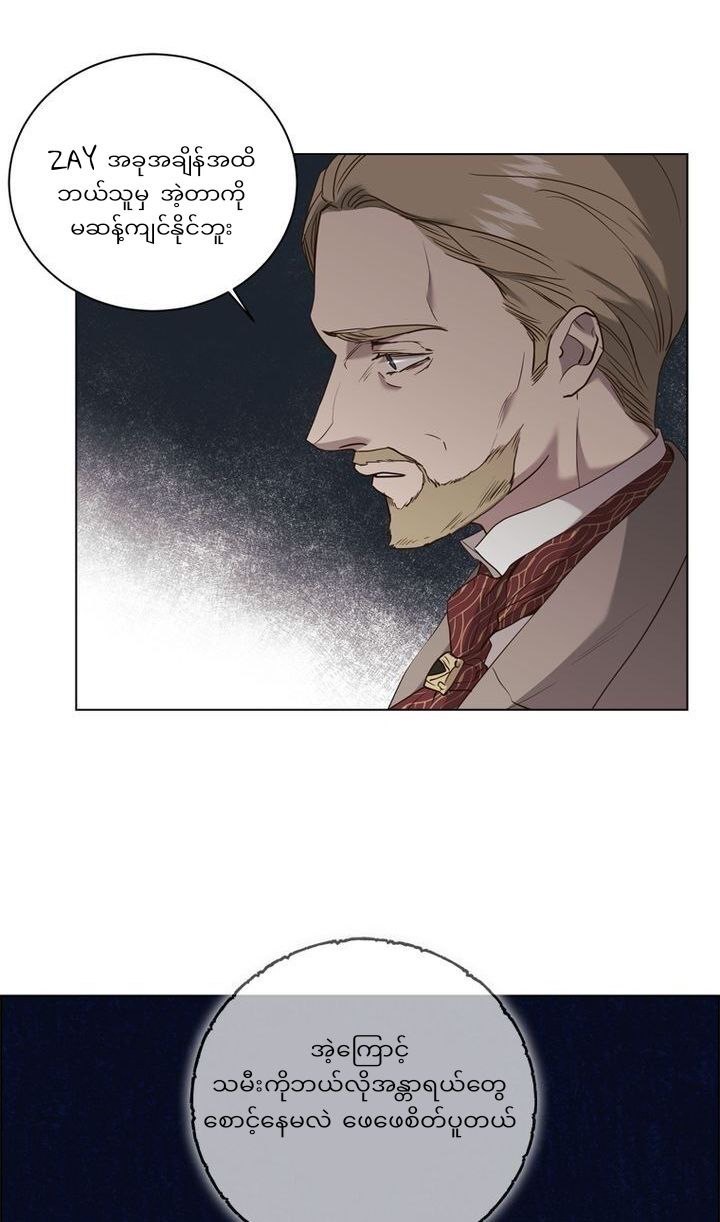 ZAY အခုအချိန်အထိ
ဘယ်သူမှ အဲ့တာကို
မဆန့်ကျင်နိုင်ဘူး
အဲ့ကြောင့်
သမီးကိုဘယ်လိုအန္တာရယ်တွေ
စောင့်နေမလဲ ဖေဖေစိတ်ပူတယ်